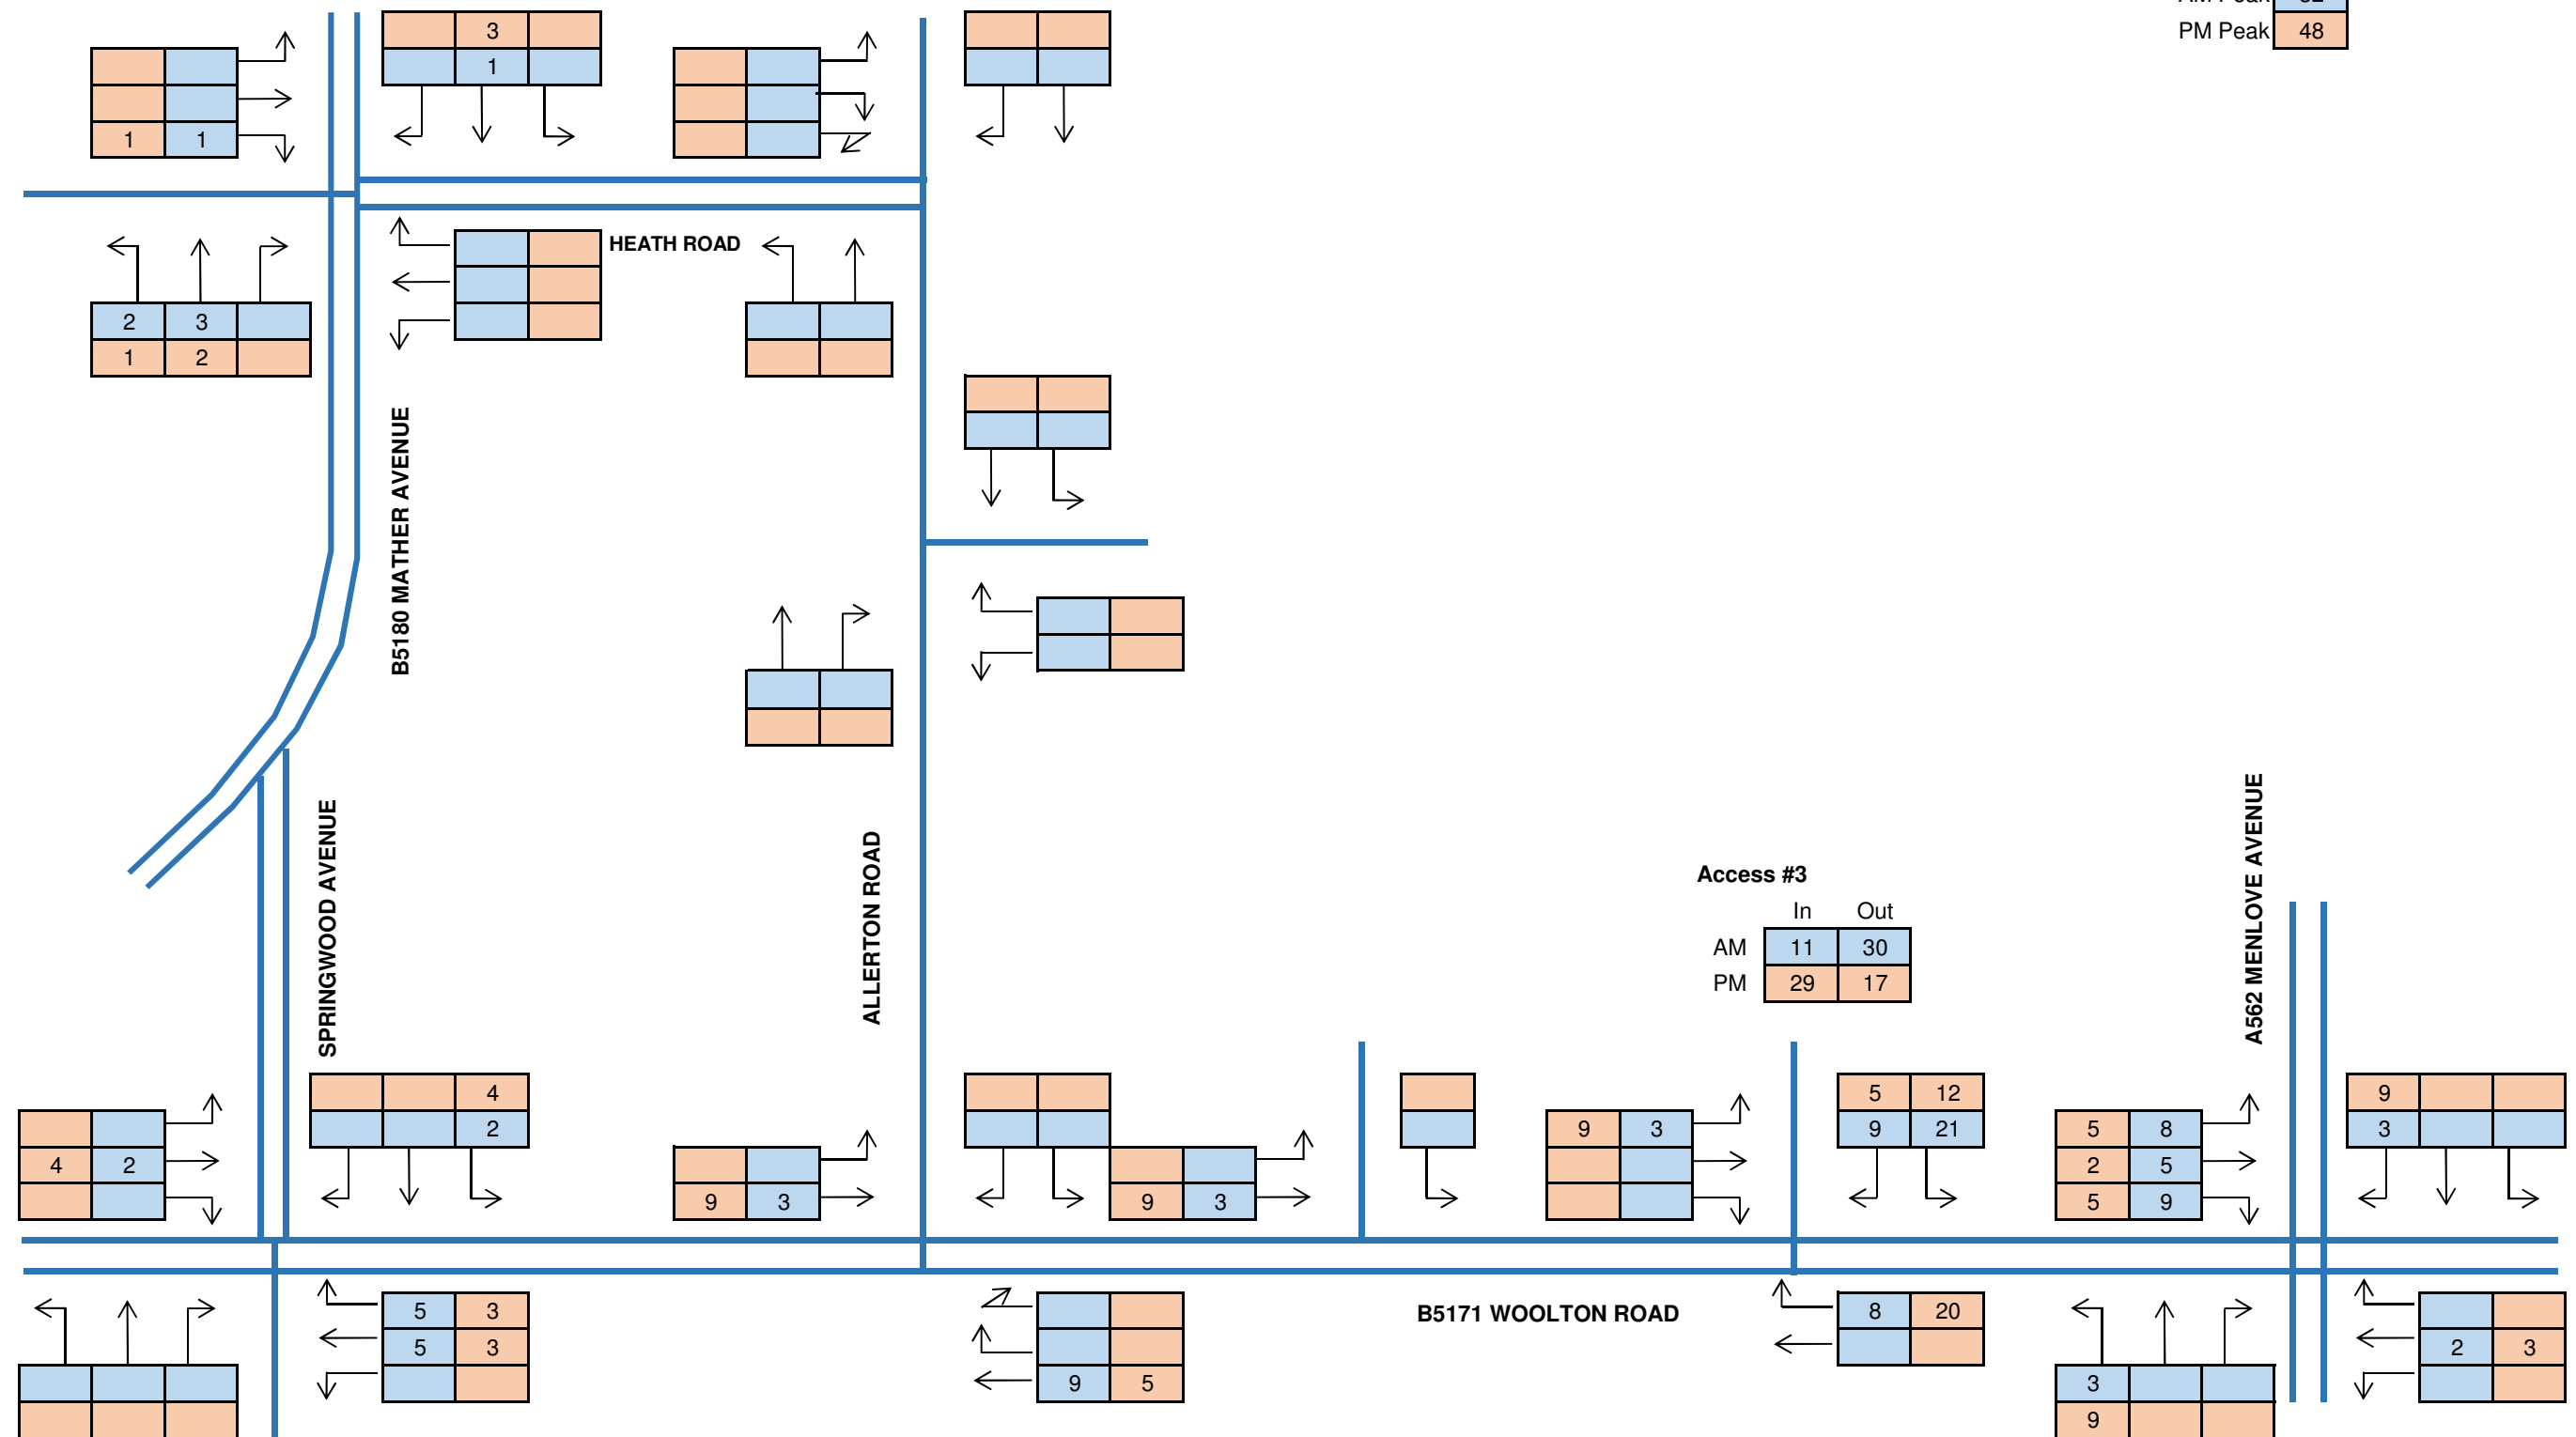 PM Peak 48
3
1
1 1
HEATH ROAD
2 3
1 2
B5180 MATHER AVENUE
SPRINGWOOD AVENUE
ALLERTON ROAD
A562 MENLOVE AVENUE
Access #3
In Out
AM 11 30
PM 29 17
4
2
4 2
9 3
9 3
9 3
5 12
9 21
5 8
2 5
5 9
9
3
5 3
5 3
9 5
B5171 WOOLTON ROAD
8 20
3
9
2 3